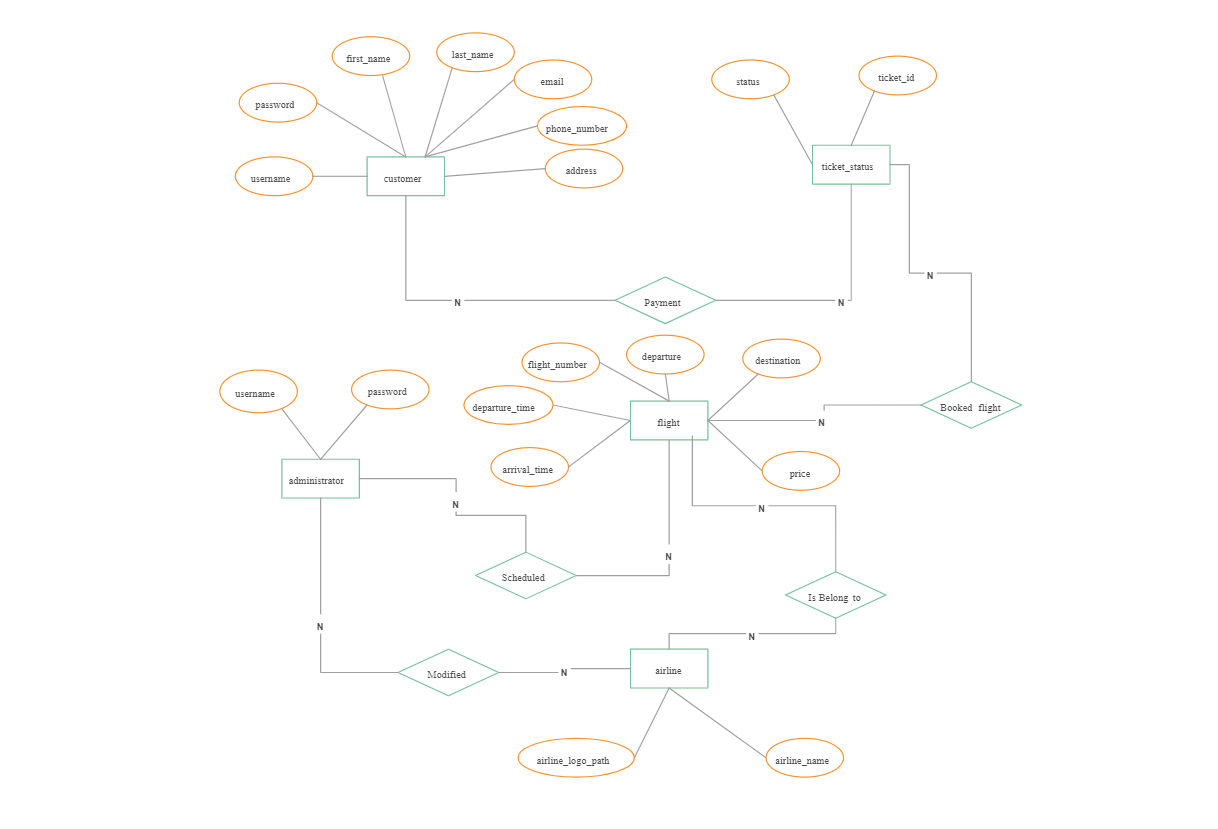 first_name
last_name
email
password
phone_number
username
customer
address
status
ticket_id
ticket_status
N
N
Payment
N
flight_number
departure
destination
username
password
departure_time
flight
N
Booked flight
arrival_time
price
administrator
N
N
N
Scheduled
Is Belong to
N
N
Modified
N
airline
airline_logo_path
airline_name